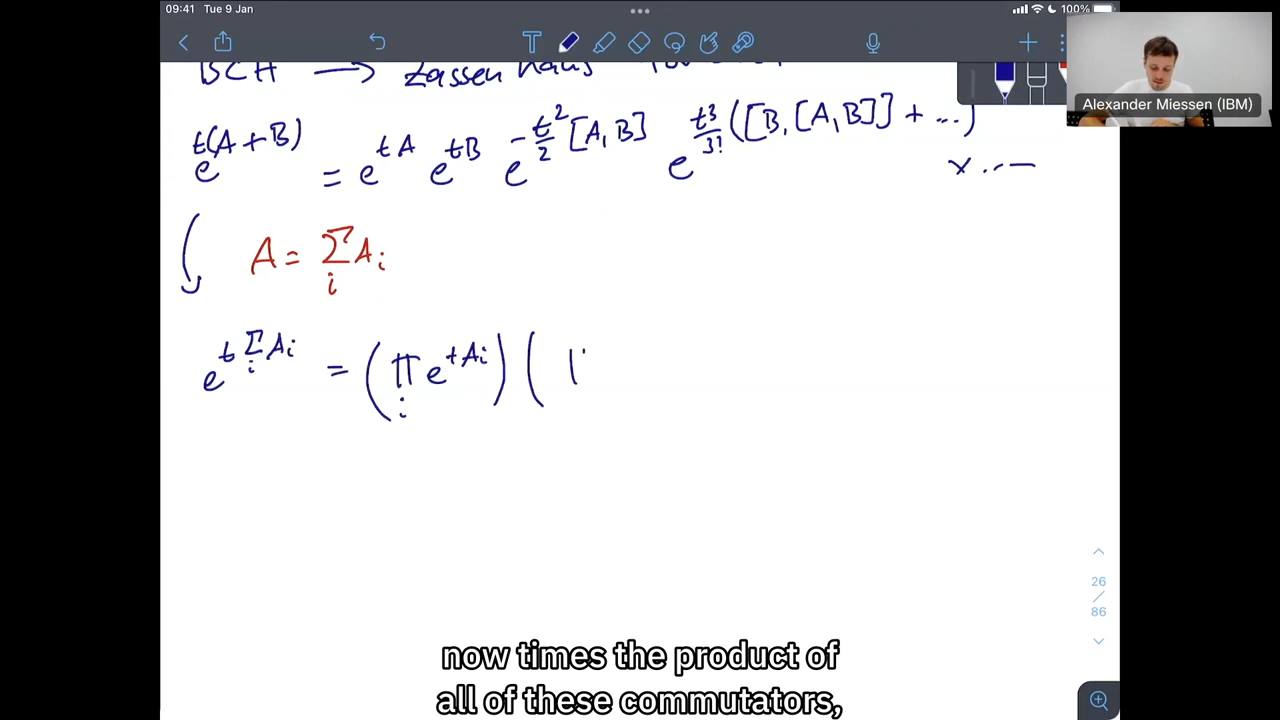 09:41 Tue 9 Jan
100%
Alexander Miessen (IBM)
BCH → Zassenhaus
e^{t(A+B)} = e^{tA} e^{tB} e^{-t²/2 [A,B]} e^{t³/3! ([B,[A,B]] + ...)} × ...
A = Σ_i A_i
e^{t Σ_i A_i} = (Π_i e^{tA_i}) (
26
/
86
now times the product of
all of these commutators,